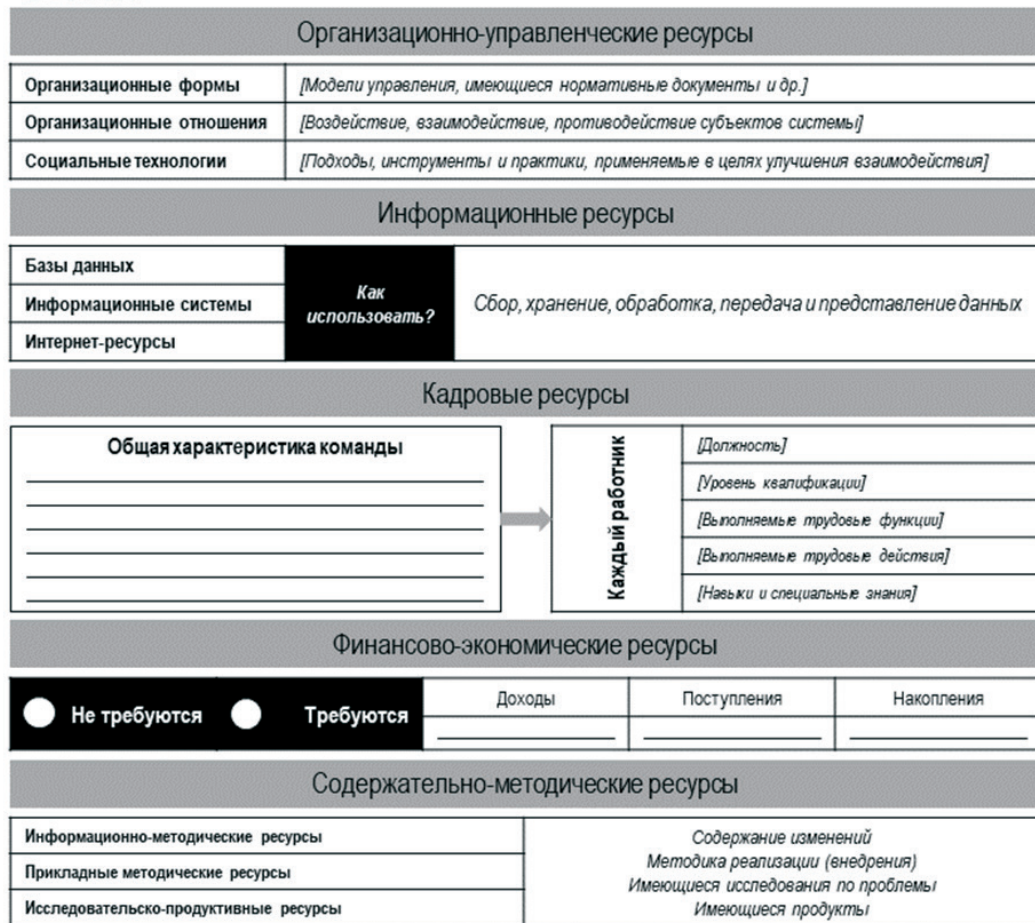 Организационно-управленческие ресурсы
Организационные формы
[Модели управления, имеющиеся нормативные документы и др.]
Организационные отношения
[Воздействие, взаимодействие, противодействие субъектов системы]
Социальные технологии
[Подходы, инструменты и практики, применяемые в целях улучшения взаимодействия]
Информационные ресурсы
Базы данных
Информационные системы
Интернет-ресурсы
Как
использовать?
Сбор, хранение, обработка, передача и представление данных
Кадровые ресурсы
Общая характеристика команды
Каждый работник
[Должность]
[Уровень квалификации]
[Выполняемые трудовые функции]
[Выполняемые трудовые действия]
[Навыки и специальные знания]
Финансово-экономические ресурсы
Не требуются
Требуются
Доходы
Поступления
Накопления
Содержательно-методические ресурсы
Информационно-методические ресурсы
Прикладные методические ресурсы
Исследовательско-продуктивные ресурсы
Содержание изменений
Методика реализации (внедрения)
Имеющиеся исследования по проблемы
Имеющиеся продукты